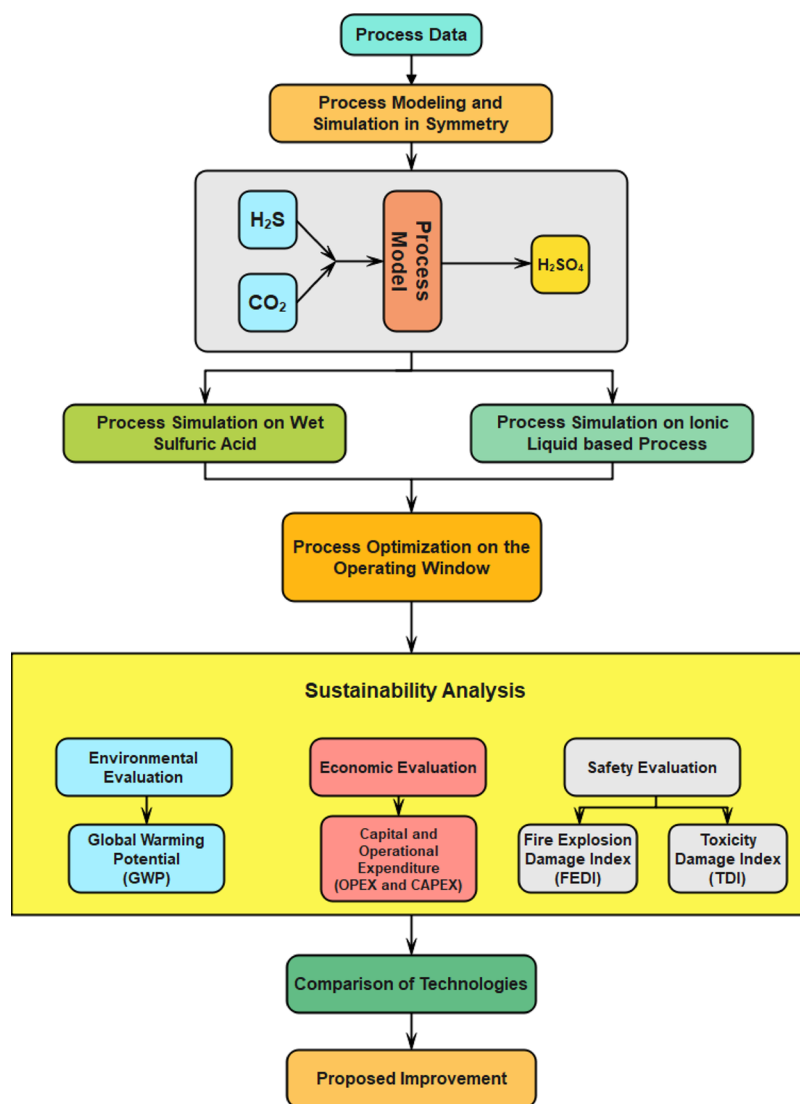 Process Data
Process Modeling and
Simulation in Symmetry
H₂S
CO₂
Process
Model
H₂SO₄
Process Simulation on Wet
Sulfuric Acid
Process Simulation on Ionic
Liquid based Process
Process Optimization on the
Operating Window
Sustainability Analysis
Environmental
Evaluation
Economic Evaluation
Safety Evaluation
Global Warming
Potential
(GWP)
Capital and
Operational
Expenditure
(OPEX and CAPEX)
Fire Explosion
Damage Index
(FEDI)
Toxicity
Damage Index
(TDI)
Comparison of Technologies
Proposed Improvement